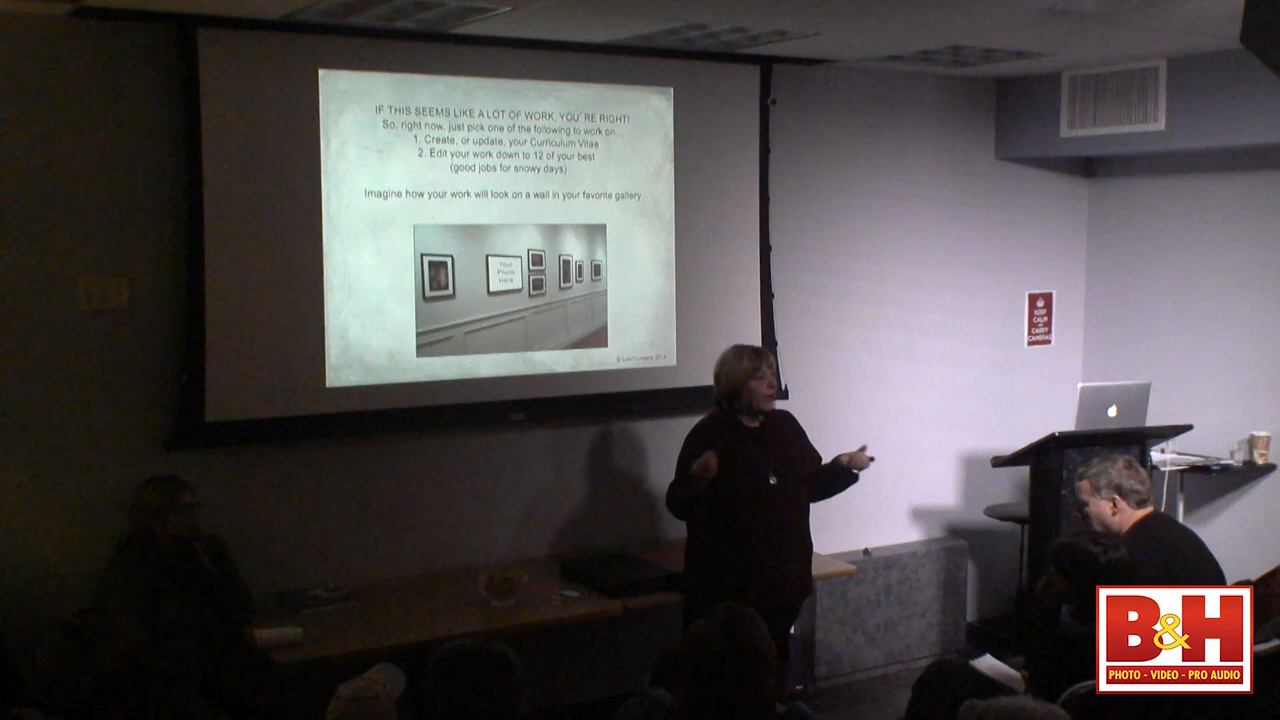 IF THIS SEEMS LIKE A LOT OF WORK, YOU'RE RIGHT!
So, right now, just pick one of the following to work on...
1. Create, or update, your Curriculum Vitae
2. Edit your work down to 12 of your best
(good jobs for snowy days)
Imagine how your work will look on a wall in your favorite gallery
Your
Photo
Here
KEEP
CALM
AND
CARRY
CAMERAS
B&H
PHOTO - VIDEO - PRO AUDIO